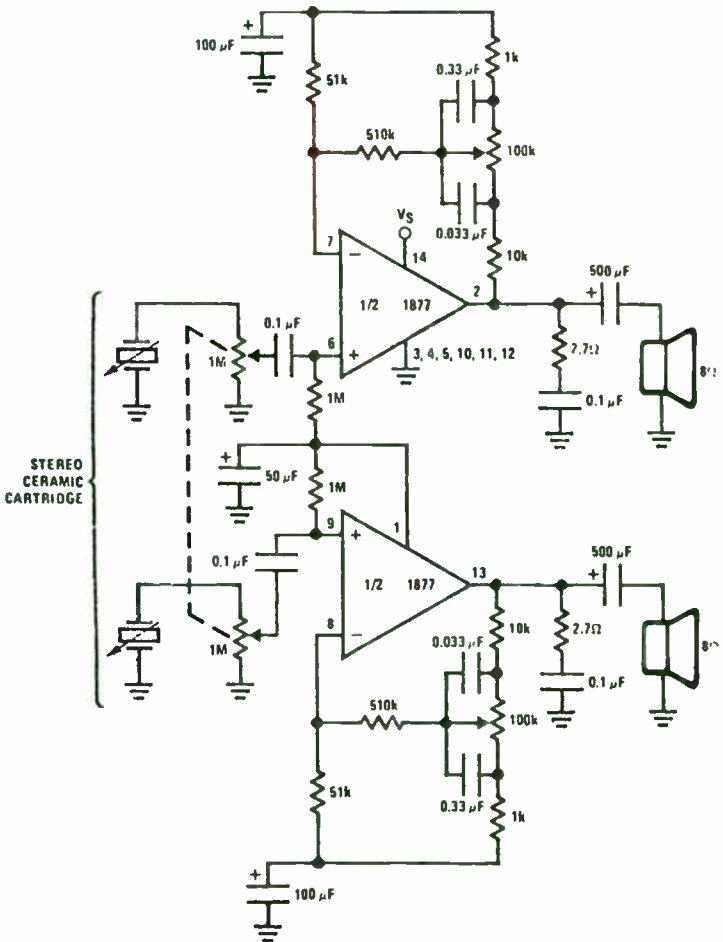 100 µF
+
51k
1k
0.33 µF
510k
100k
0.033 µF
10k
VS
7
−
14
2
1/2 1877
500 µF
+
0.1 µF
1M
6
+
3, 4, 5, 10, 11, 12
2.7Ω
0.1 µF
8Ω
1M
STEREO
CERAMIC
CARTRIDGE
+
50 µF
1M
9
+
1
0.1 µF
1/2 1877
13
500 µF
+
1M
8
−
10k
2.7Ω
0.033 µF
0.1 µF
8Ω
510k
100k
51k
0.33 µF
1k
+
100 µF